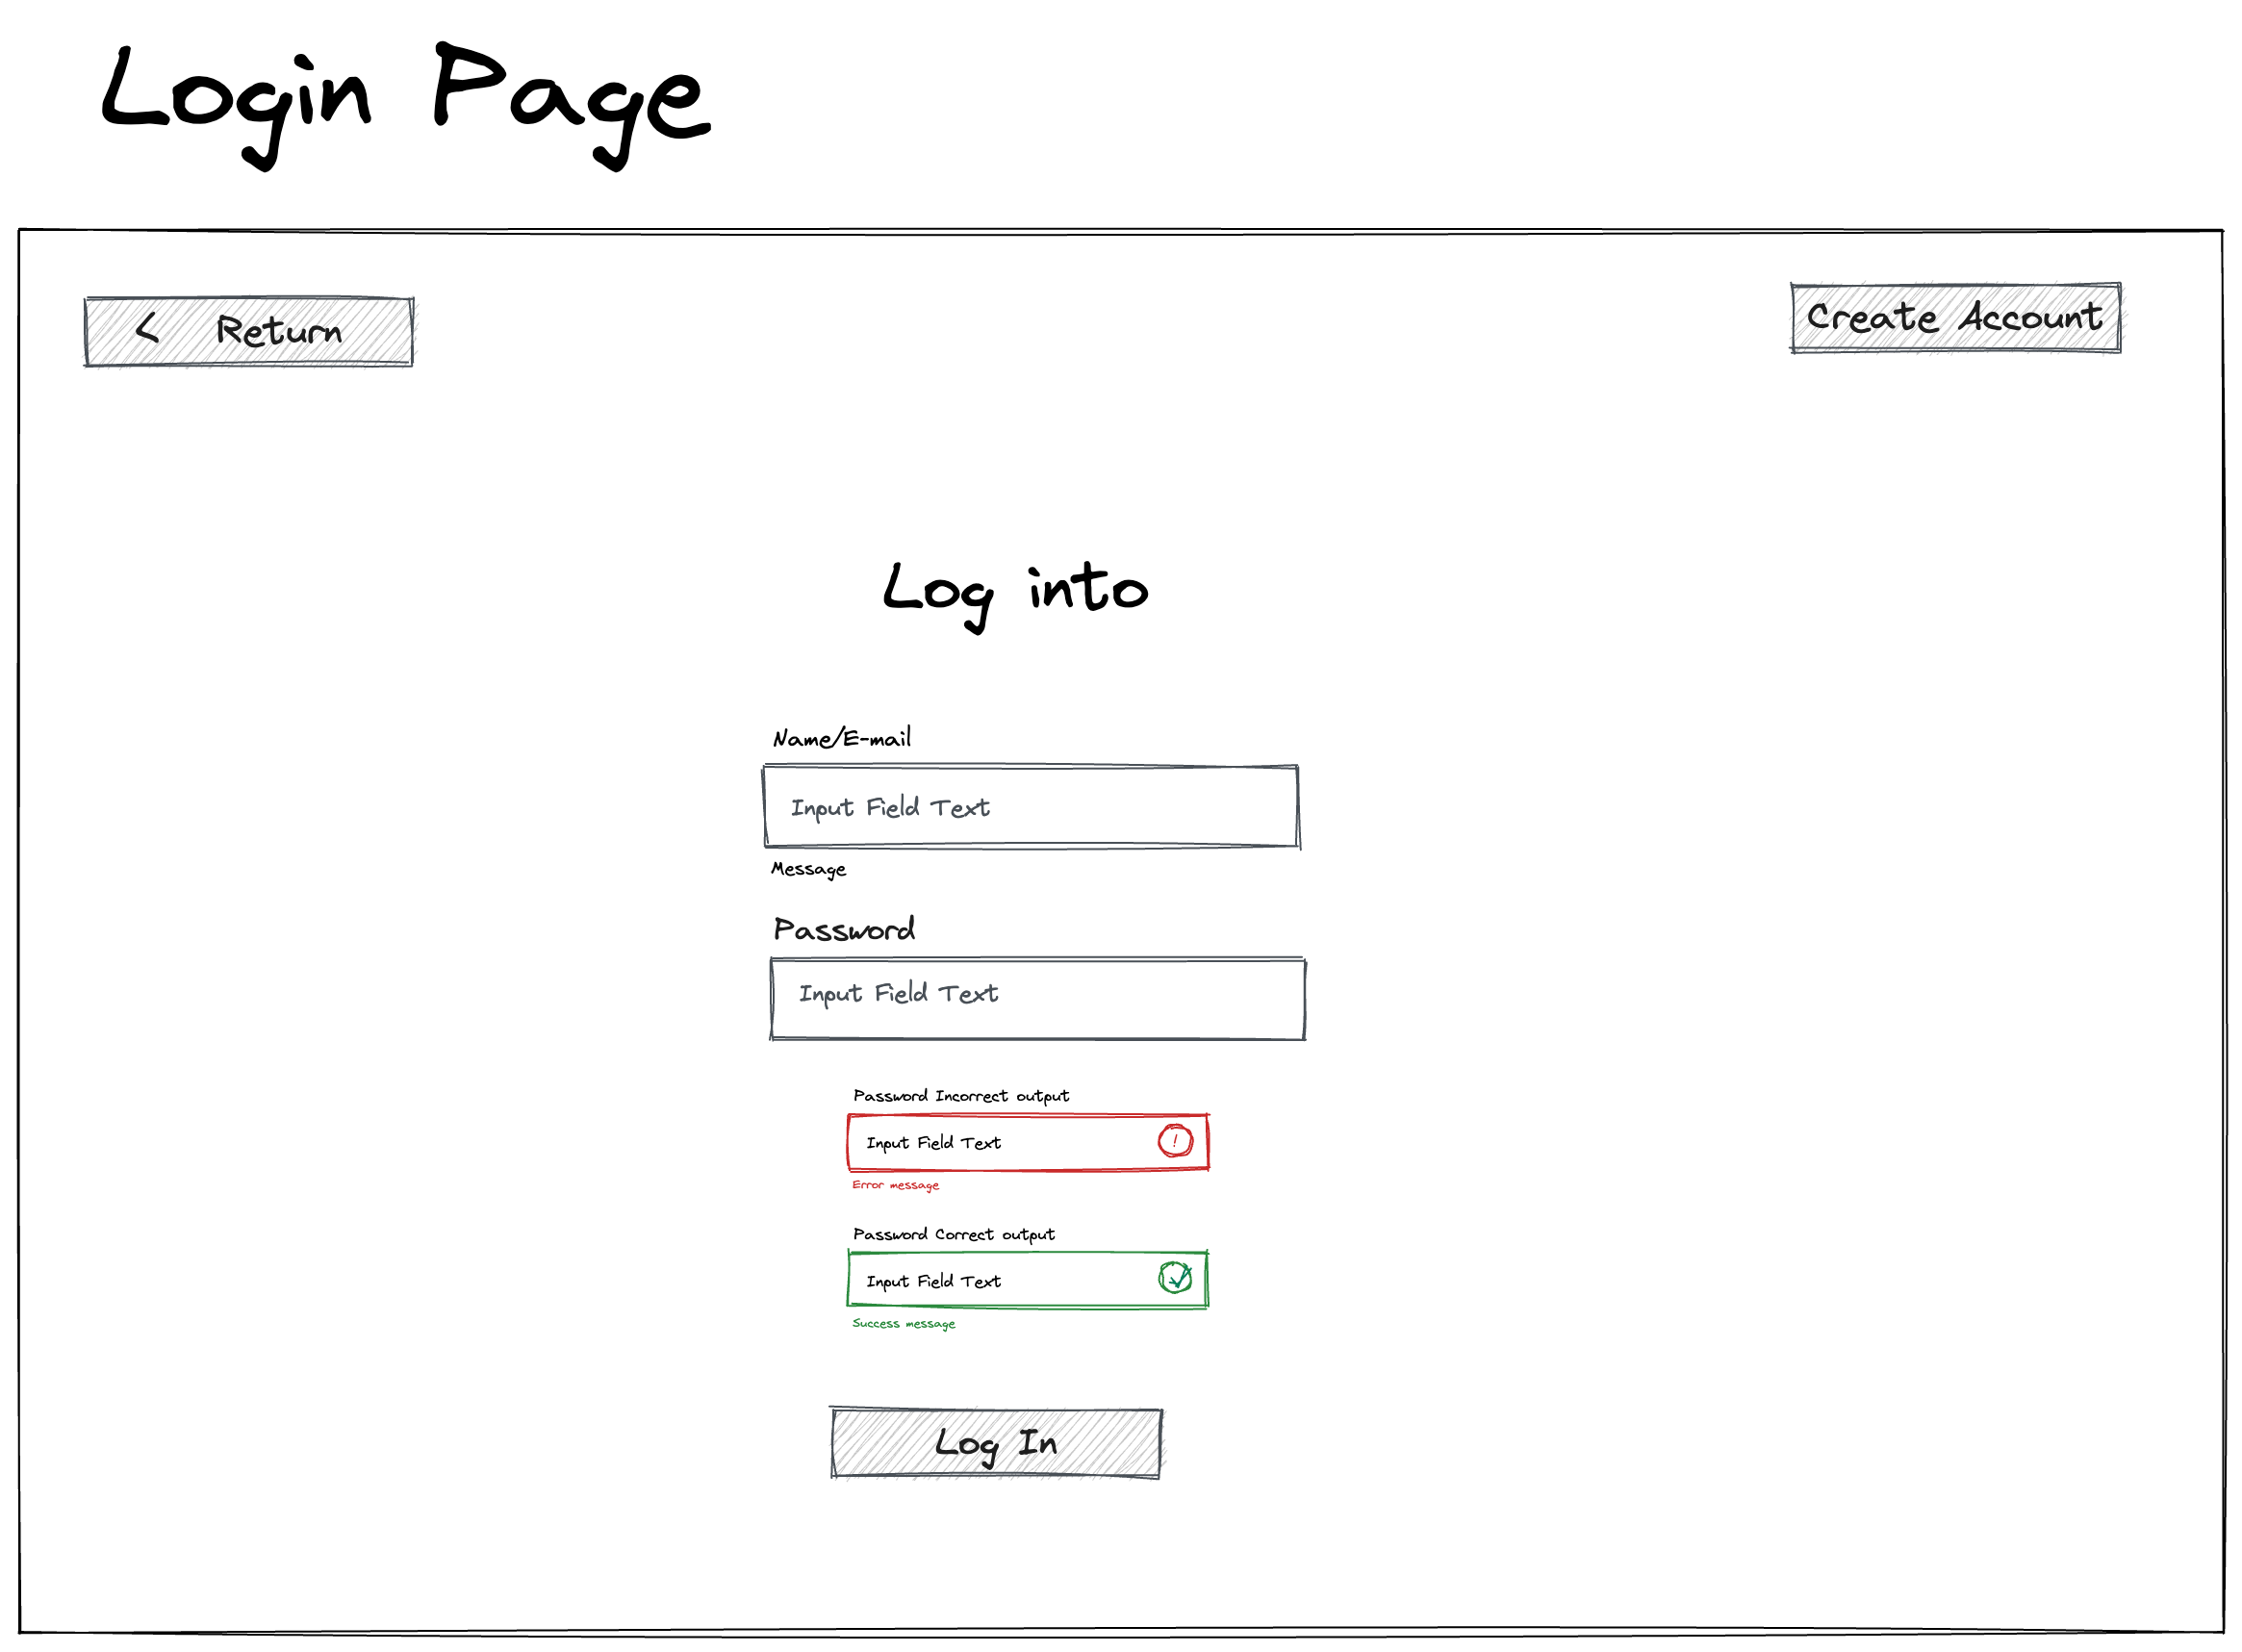 Login Page
< Return
Create Account
Log into
Name/E-mail
Input Field Text
Message
Password
Input Field Text
Password Incorrect output
Input Field Text
!
Error message
Password Correct output
Input Field Text
Success message
Log In